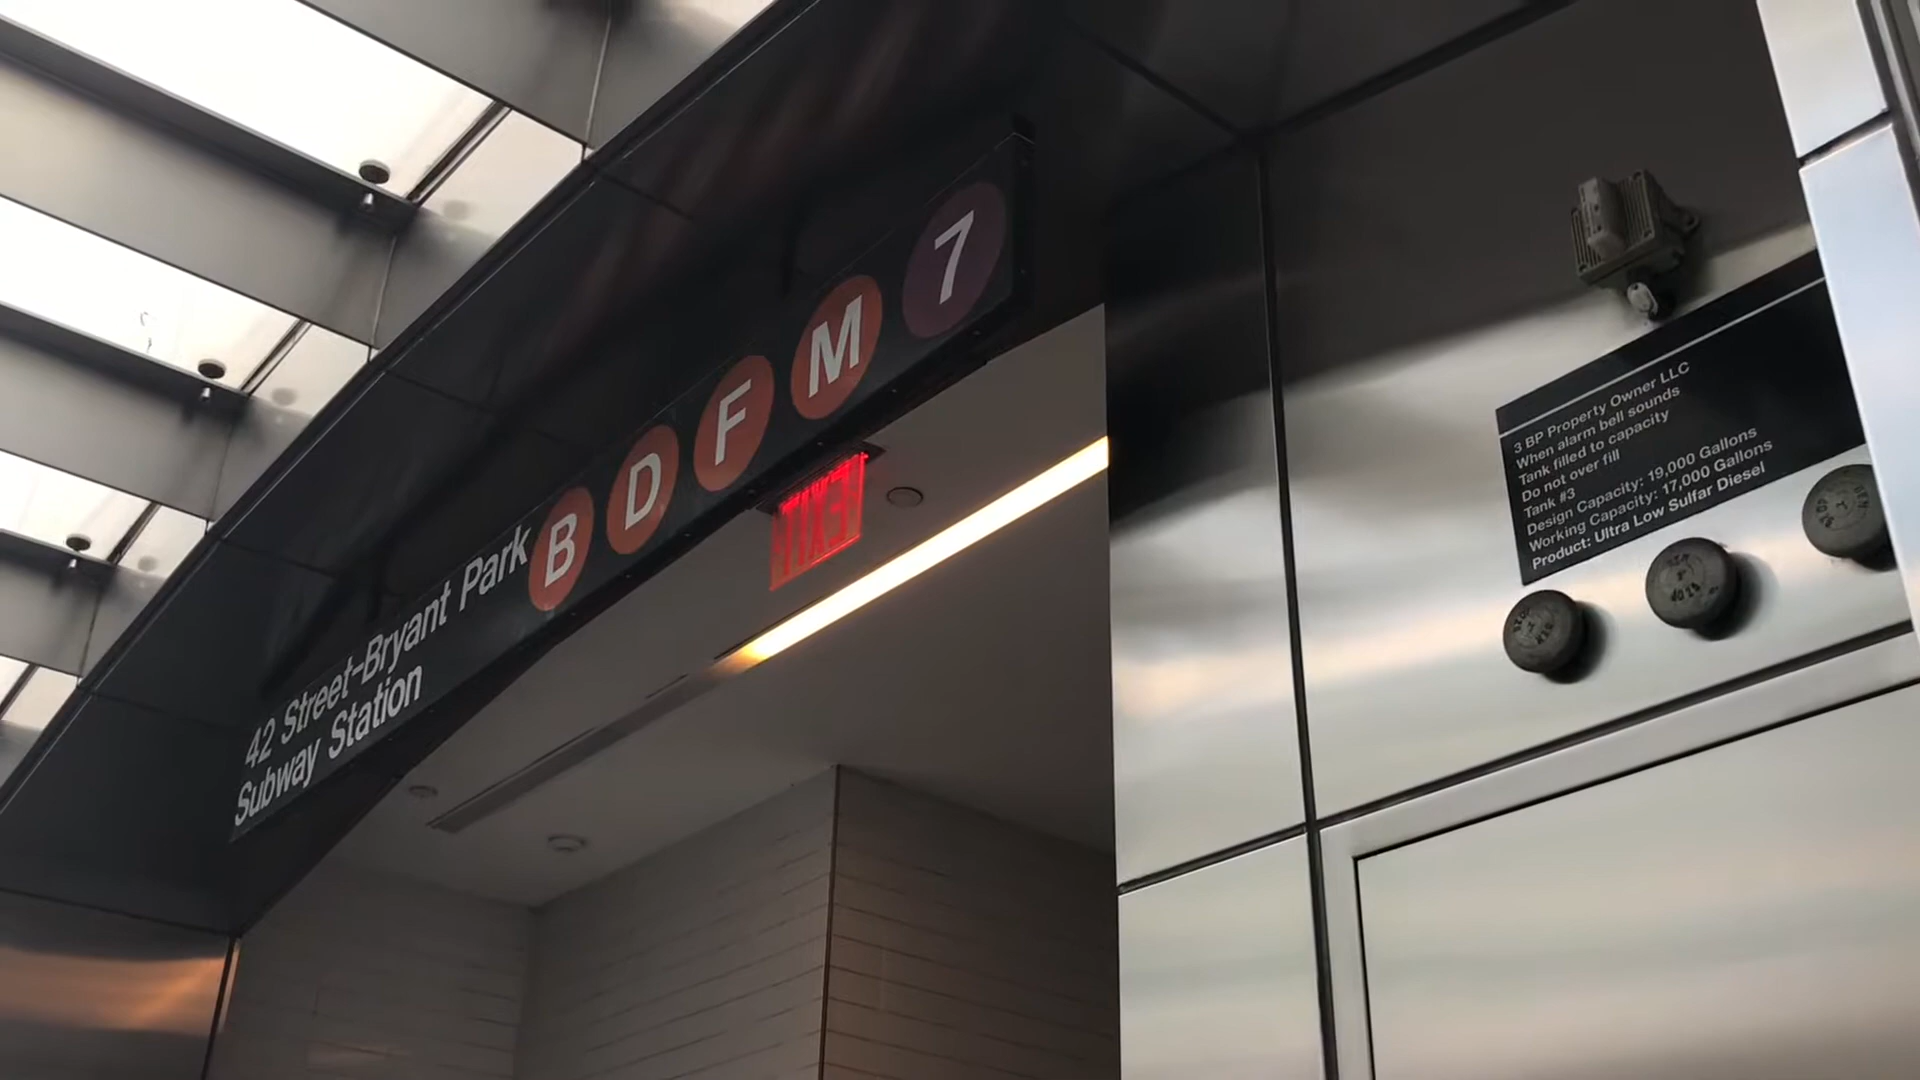 42 Street-Bryant Park
Subway Station
B D F M 7
EXIT
3 BP Property Owner LLC
When alarm bell sounds
Tank filled to capacity
Do not over fill
Tank #3
Design Capacity: 19,000 Gallons
Working Capacity: 17,000 Gallons
Product: Ultra Low Sulfar Diesel